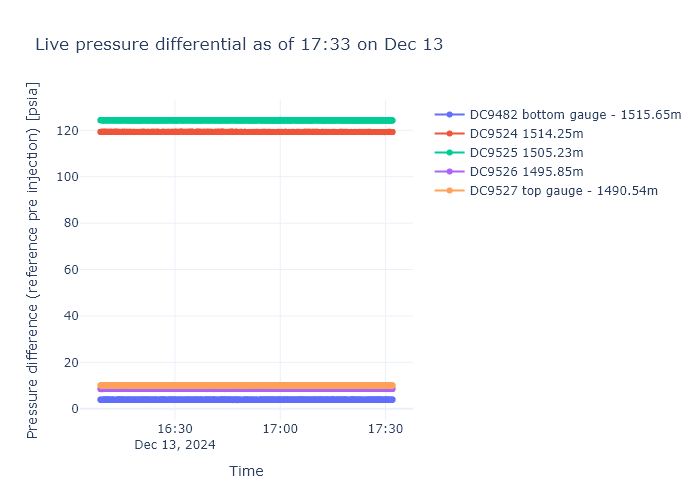 Live pressure differential as of 17:33 on Dec 13
Pressure difference (reference pre injection) [psia]
120
100
80
60
40
20
0
16:30
Dec 13, 2024
17:00
17:30
Time
DC9482 bottom gauge - 1515.65m
DC9524 1514.25m
DC9525 1505.23m
DC9526 1495.85m
DC9527 top gauge - 1490.54m